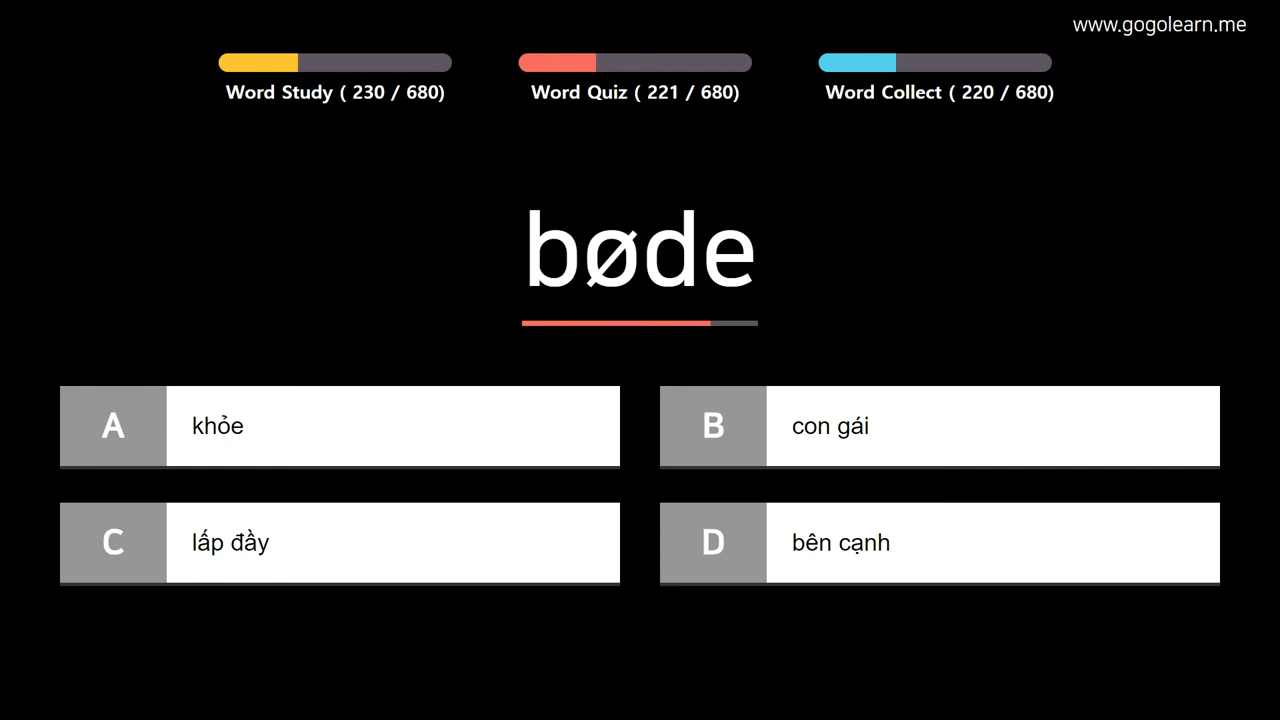 www.gogolearn.me
Word Study ( 230 / 680)
Word Quiz ( 221 / 680)
Word Collect ( 220 / 680)
bøde
A khỏe
B con gái
C lấp đầy
D bên cạnh